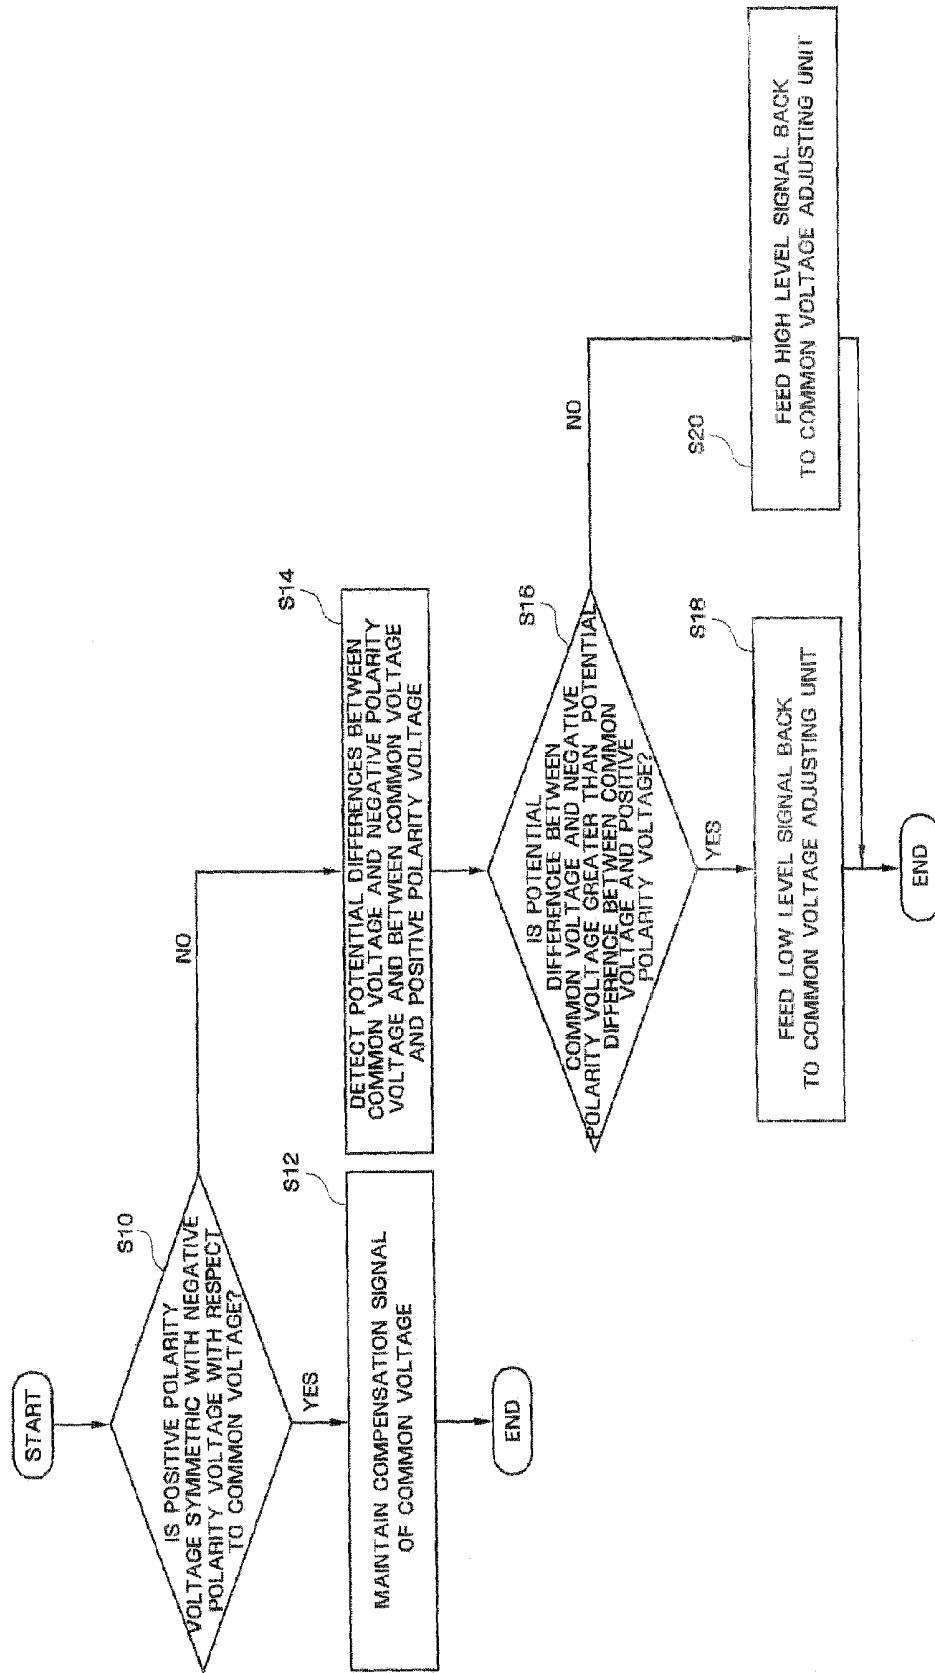 START
S10
IS POSITIVE POLARITY
VOLTAGE SYMMETRIC WITH NEGATIVE
POLARITY VOLTAGE WITH RESPECT
TO COMMON VOLTAGE?
NO
YES
S12
MAINTAIN COMPENSATION SIGNAL
OF COMMON VOLTAGE
END
S14
DETECT POTENTIAL DIFFERENCES BETWEEN
COMMON VOLTAGE AND NEGATIVE POLARITY
VOLTAGE AND BETWEEN COMMON VOLTAGE
AND POSITIVE POLARITY VOLTAGE
S16
IS POTENTIAL
DIFFERENCE BETWEEN
COMMON VOLTAGE AND NEGATIVE
POLARITY VOLTAGE GREATER THAN POTENTIAL
DIFFERENCE BETWEEN COMMON
VOLTAGE AND POSITIVE
POLARITY VOLTAGE?
NO
YES
S18
FEED LOW LEVEL SIGNAL BACK
TO COMMON VOLTAGE ADJUSTING UNIT
S20
FEED HIGH LEVEL SIGNAL BACK
TO COMMON VOLTAGE ADJUSTING UNIT
END